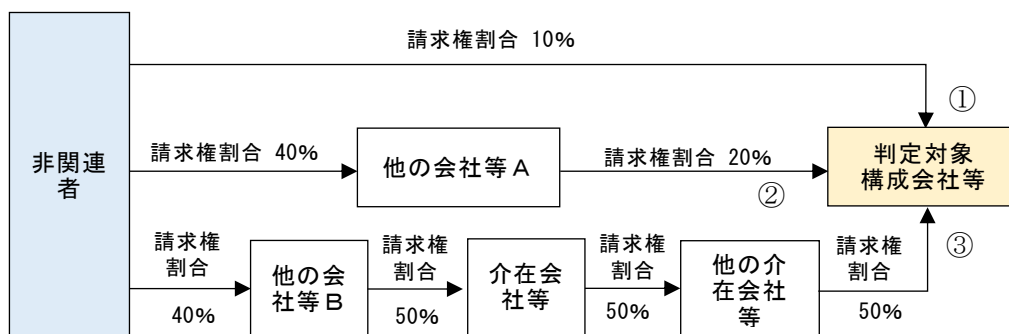 請求権割合 10%
①
非関連
者
請求権割合 40%
他の会社等A
請求権割合 20%
②
判定対象
構成会社等
請求権
割合
40%
他の会
社等B
請求権
割合
50%
介在会
社等
請求権
割合
50%
他の介
在会社
等
請求権
割合
50%
③